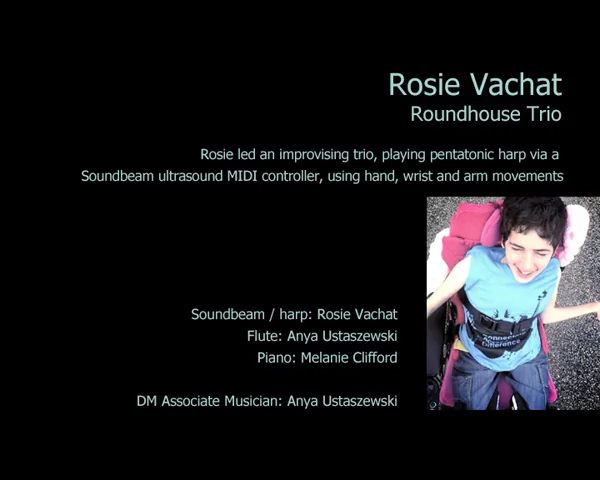 Rosie Vachat
Roundhouse Trio
Rosie led an improvising trio, playing pentatonic harp via a
Soundbeam ultrasound MIDI controller, using hand, wrist and arm movements
Soundbeam / harp: Rosie Vachat
Flute: Anya Ustaszewski
Piano: Melanie Clifford
DM Associate Musician: Anya Ustaszewski